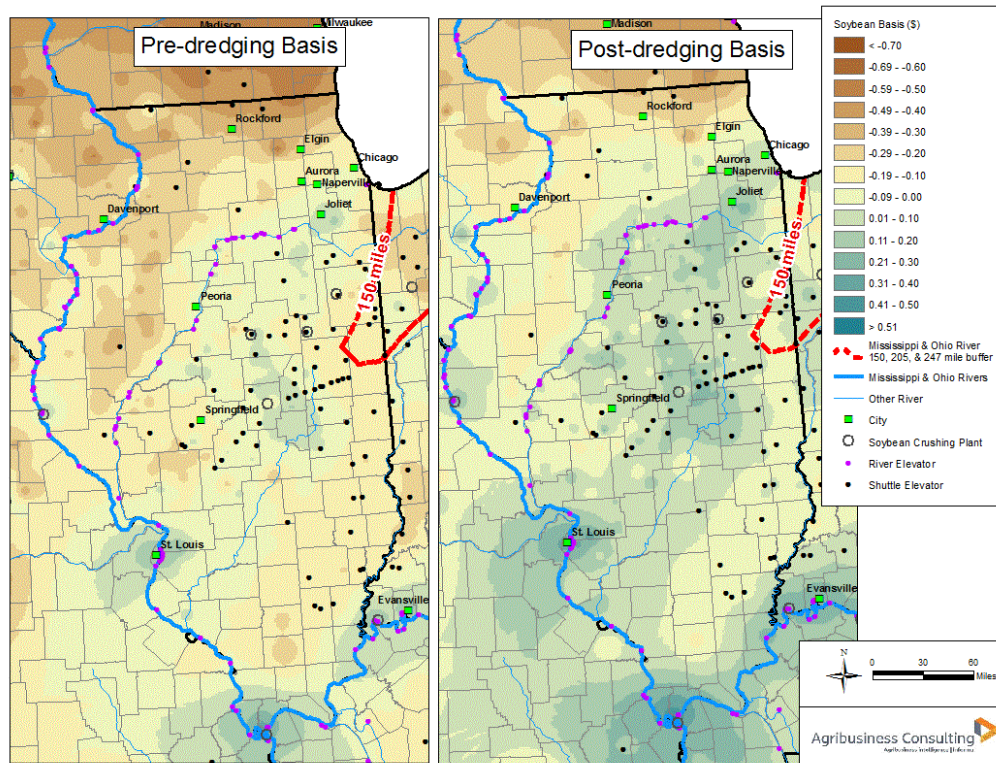 Pre-dredging Basis
Milwaukee
Madison
Rockford
Elgin
Chicago
Aurora
Naperville
Joliet
Davenport
150 miles
Peoria
Springfield
St. Louis
Evansville
Post-dredging Basis
Madison
Rockford
Elgin
Chicago
Aurora
Naperville
Joliet
Davenport
150 miles
Peoria
Springfield
St. Louis
Evansville
Soybean Basis ($)
< -0.70
-0.69 - -0.60
-0.59 - -0.50
-0.49 - -0.40
-0.39 - -0.30
-0.29 - -0.20
-0.19 - -0.10
-0.09 - 0.00
0.01 - 0.10
0.11 - 0.20
0.21 - 0.30
0.31 - 0.40
0.41 - 0.50
> 0.51
Mississippi & Ohio River
150, 205, & 247 mile buffer
Mississippi & Ohio Rivers
Other River
City
Soybean Crushing Plant
River Elevator
Shuttle Elevator
N
0 30 60
Miles
Agribusiness Consulting
Agribusiness intelligence | Informa